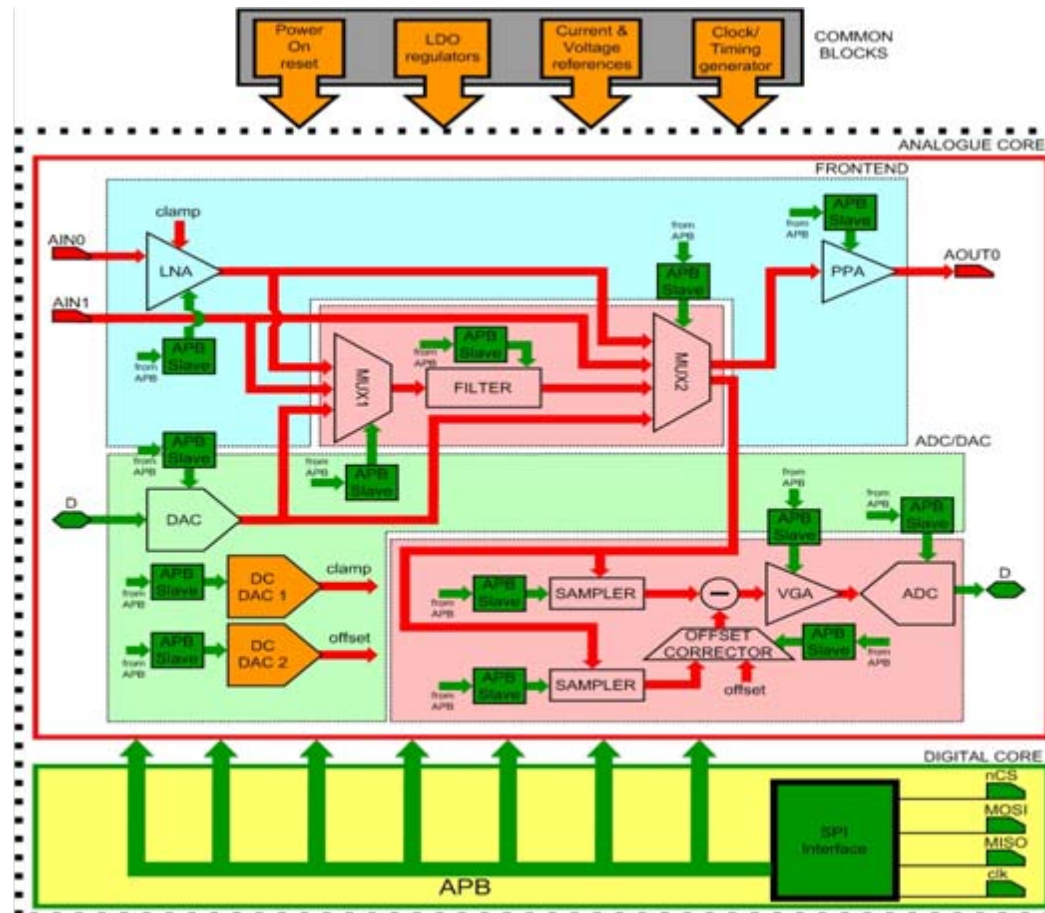 Power
On
reset
LDO
regulators
Current &
Voltage
references
Clock/
Timing
generator
COMMON
BLOCKS
ANALOGUE CORE
FRONTEND
clamp
AIN0
LNA
AIN1
APB
Slave
from
APB
from
APB
APB
Slave
from
APB
APB
Slave
PPA
AOUT0
from
APB
APB
Slave
MUX1
FILTER
MUX2
from
APB
APB
Slave
ADC/DAC
from
APB
APB
Slave
D
DAC
from
APB
APB
Slave
DC
DAC 1
clamp
from
APB
APB
Slave
DC
DAC 2
offset
from
APB
APB
Slave
from
APB
APB
Slave
from
APB
APB
Slave
SAMPLER
VGA
ADC
D
OFFSET
CORRECTOR
APB
Slave
from
APB
from
APB
APB
Slave
SAMPLER
offset
DIGITAL CORE
nCS
MOSI
MISO
clk
SPI
Interface
APB